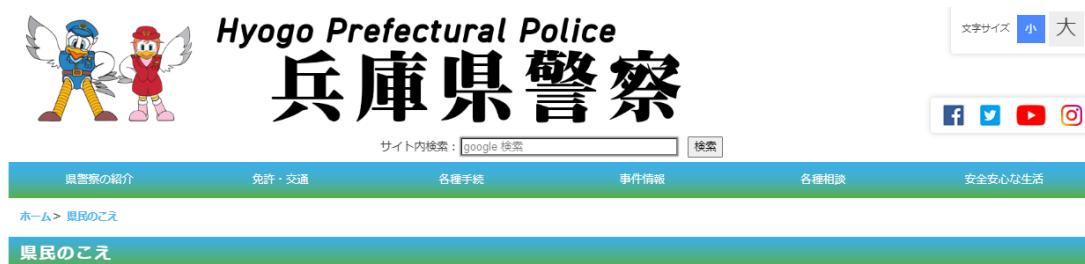 Hyogo Prefectural Police
兵庫県警察
文字サイズ 小 大
サイト内検索：google 検索 検索
県警察の紹介 免許・交通 各種手続 事件情報 各種相談 安全安心な生活
ホーム> 県民のこえ
県民のこえ